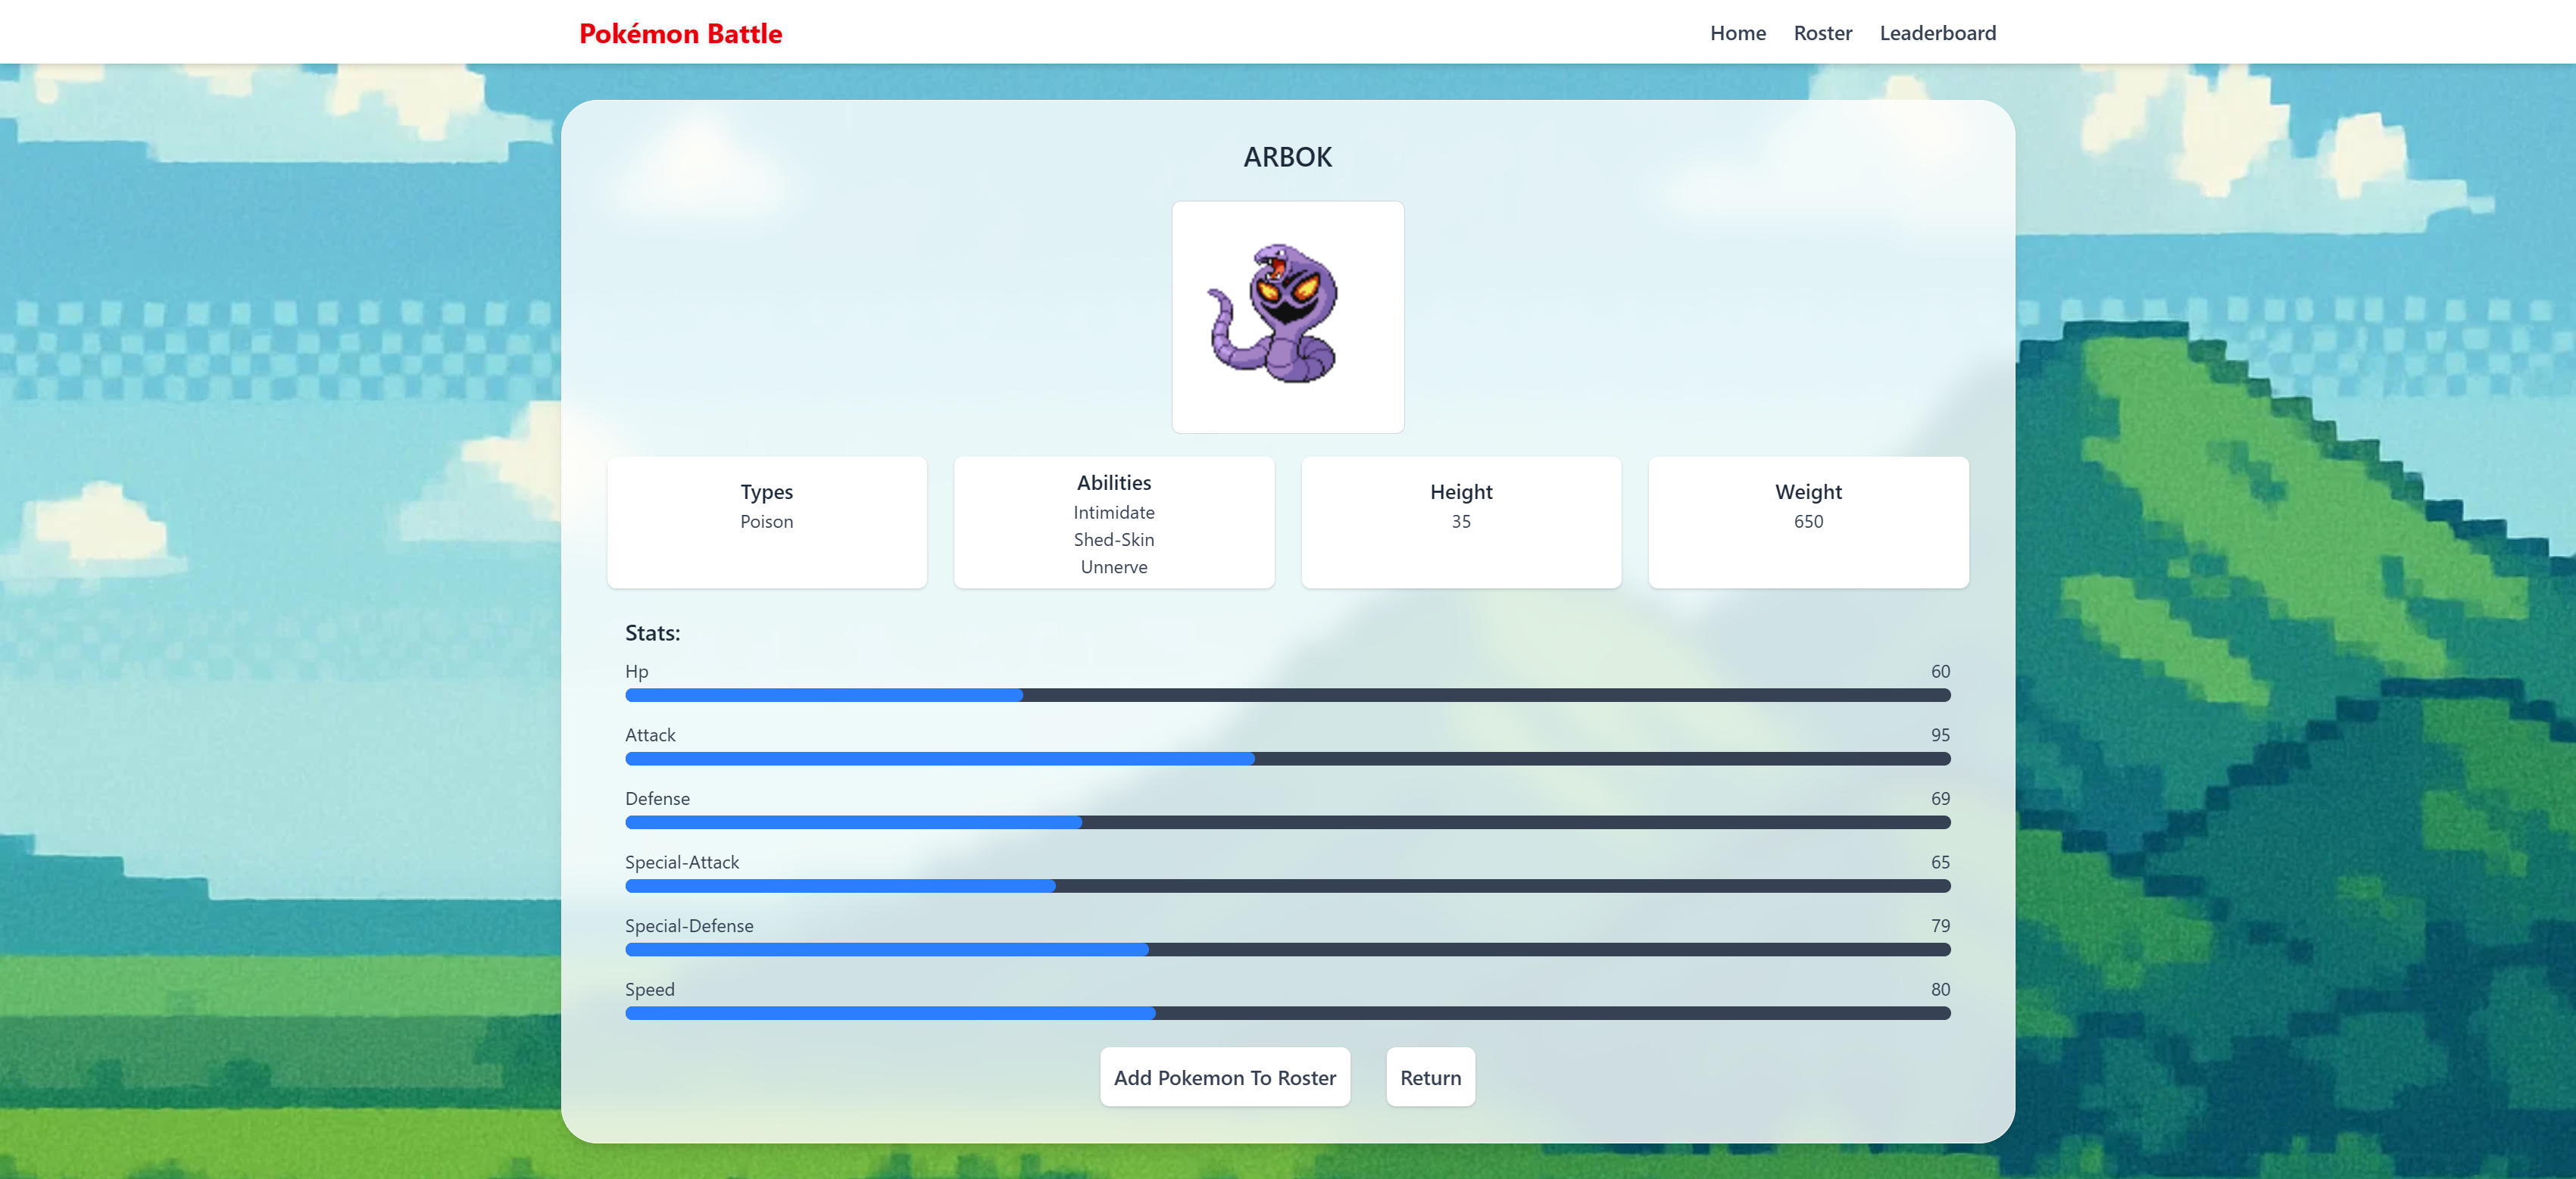 Pokémon Battle
Home Roster Leaderboard
ARBOK
Types
Poison
Abilities
Intimidate
Shed-Skin
Unnerve
Height
35
Weight
650
Stats:
Hp 60
Attack 95
Defense 69
Special-Attack 65
Special-Defense 79
Speed 80
Add Pokemon To Roster
Return